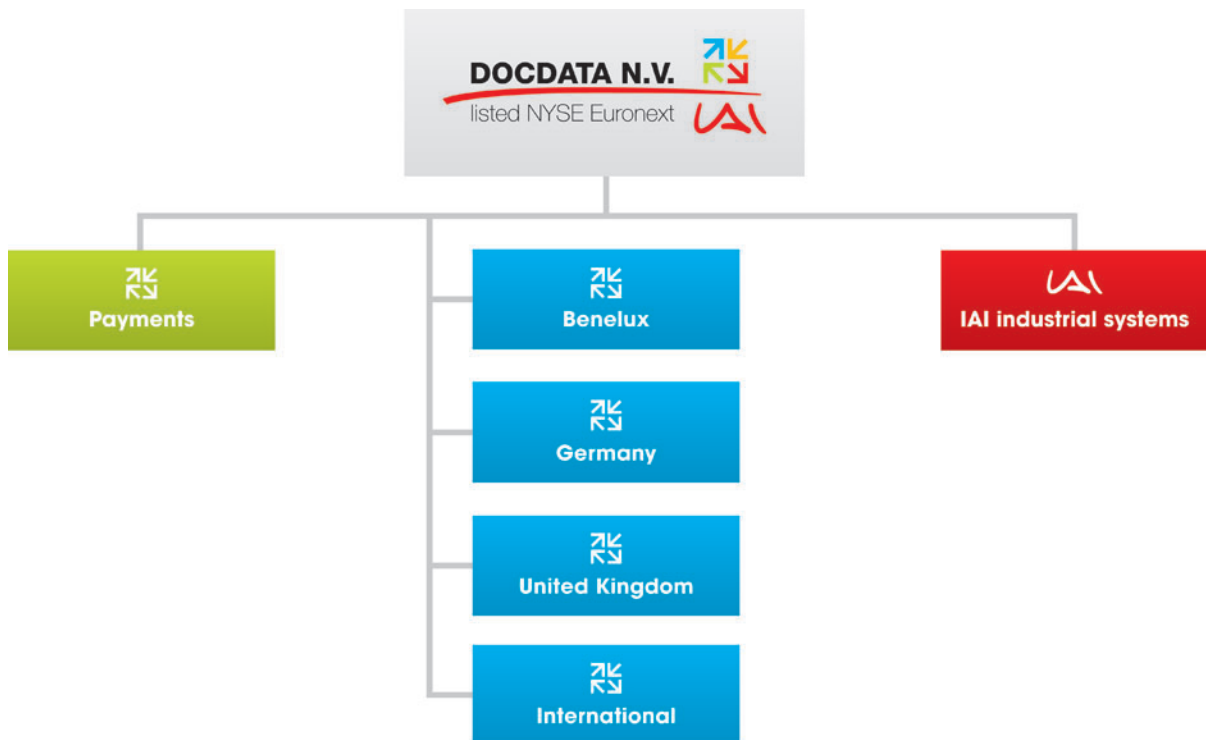 DOCDATA N.V.
listed NYSE Euronext
IAI
Payments
Benelux
IAI
IAI industrial systems
Germany
United Kingdom
International